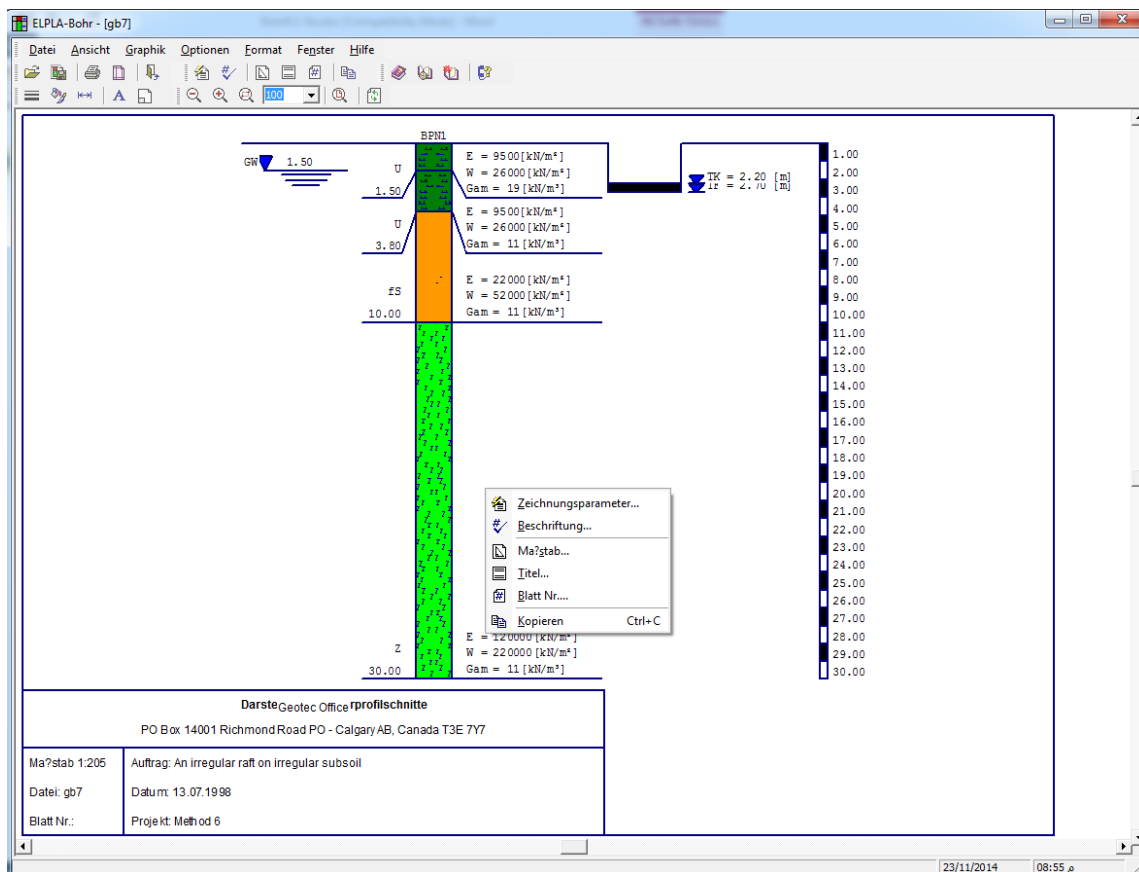 ELPLA-Bohr - [gb7]
Datei Ansicht Graphik Optionen Format Fenster Hilfe
100
BPN1
GW 1.50
U
1.50
E = 9500[kN/m²]
W = 26000[kN/m²]
Gam = 19[kN/m³]
TK = 2.20 [m]
TF = 2.70 [m]
U
3.80
E = 9500[kN/m²]
W = 26000[kN/m²]
Gam = 11[kN/m³]
fS
10.00
E = 22000[kN/m²]
W = 52000[kN/m²]
Gam = 11[kN/m³]
Z
30.00
E = 120000[kN/m²]
W = 220000[kN/m²]
Gam = 11[kN/m³]
1.00
2.00
3.00
4.00
5.00
6.00
7.00
8.00
9.00
10.00
11.00
12.00
13.00
14.00
15.00
16.00
17.00
18.00
19.00
20.00
21.00
22.00
23.00
24.00
25.00
26.00
27.00
28.00
29.00
30.00
Zeichnungsparameter...
Beschriftung...
Ma?stab...
Titel...
Blatt Nr....
Kopieren Ctrl+C
Darste Geotec Office rprofilschnitte
PO Box 14001 Richmond Road PO - Calgary AB, Canada T3E 7Y7
Ma?stab 1:205
Auftrag: An irregular raft on irregular subsoil
Datei: gb7
Datum: 13.07.1998
Blatt Nr.:
Projekt: Method 6
23/11/2014
08:55 م